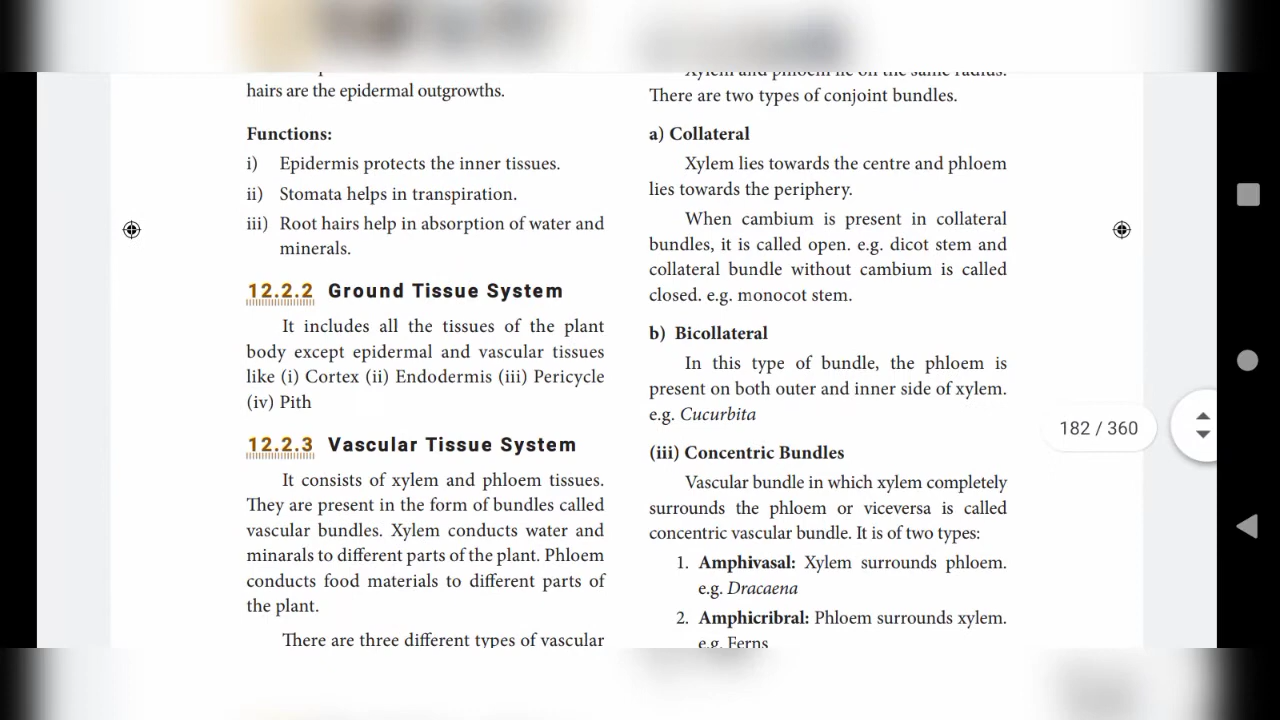 hairs are the epidermal outgrowths.
Functions:
i) Epidermis protects the inner tissues.
ii) Stomata helps in transpiration.
iii) Root hairs help in absorption of water and
minerals.
12.2.2 Ground Tissue System
It includes all the tissues of the plant
body except epidermal and vascular tissues
like (i) Cortex (ii) Endodermis (iii) Pericycle
(iv) Pith
12.2.3 Vascular Tissue System
It consists of xylem and phloem tissues.
They are present in the form of bundles called
vascular bundles. Xylem conducts water and
minarals to different parts of the plant. Phloem
conducts food materials to different parts of
the plant.
There are three different types of vascular
Xylem and phloem lie on the same radius.
There are two types of conjoint bundles.
a) Collateral
Xylem lies towards the centre and phloem
lies towards the periphery.
When cambium is present in collateral
bundles, it is called open. e.g. dicot stem and
collateral bundle without cambium is called
closed. e.g. monocot stem.
b) Bicollateral
In this type of bundle, the phloem is
present on both outer and inner side of xylem.
e.g. Cucurbita
(iii) Concentric Bundles
Vascular bundle in which xylem completely
surrounds the phloem or viceversa is called
concentric vascular bundle. It is of two types:
1. Amphivasal: Xylem surrounds phloem.
e.g. Dracaena
2. Amphicribral: Phloem surrounds xylem.
e.g. Ferns
182 / 360